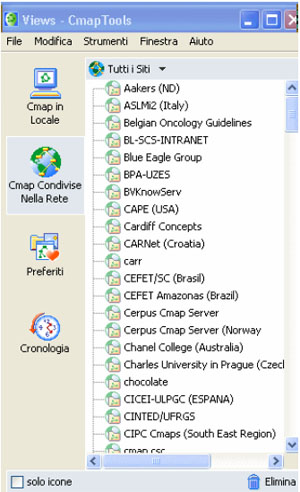 Views - CmapTools
File Modifica Strumenti Finestra Aiuto
Cmap in
Locale
Cmap Condivise
Nella Rete
Preferiti
Cronologia
Tutti i Siti
Aakers (ND)
ASLMi2 (Italy)
Belgian Oncology Guidelines
BL-SCS-INTRANET
Blue Eagle Group
BPA-UZES
BVKnowServ
CAPE (USA)
Cardiff Concepts
CARNet (Croatia)
carr
CEFET/SC (Brasil)
CEFET Amazonas (Brazil)
Cerpus Cmap Server
Cerpus Cmap Server (Norway
Chanel College (Australia)
Charles University in Prague (Czecl
chocolate
CICEI-ULPGC (ESPANA)
CINTED/UFRGS
CIPC Cmaps (South East Region)
cmap.csc
solo icone
Elimina